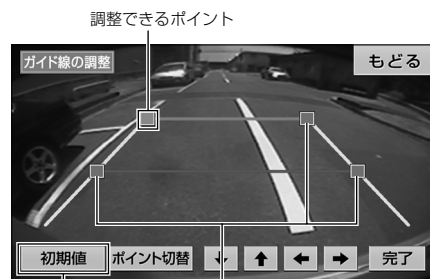 調整できるポイント
ガイド線の調整
もどる
初期値
ポイント切替
↓
↑
←
→
完了